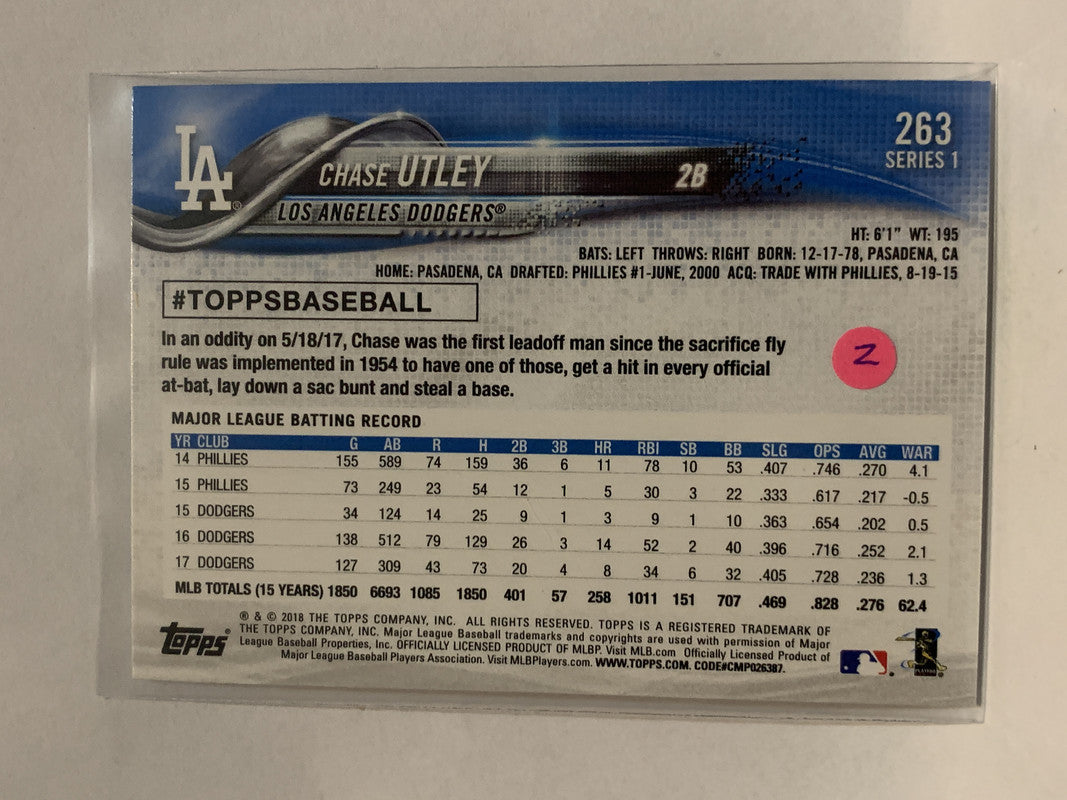 LA®
CHASE UTLEY 2B
LOS ANGELES DODGERS®
263
SERIES 1
HT: 6'1" WT: 195
BATS: LEFT THROWS: RIGHT BORN: 12-17-78, PASADENA, CA
HOME: PASADENA, CA DRAFTED: PHILLIES #1-JUNE, 2000 ACQ: TRADE WITH PHILLIES, 8-19-15
#TOPPSBASEBALL
In an oddity on 5/18/17, Chase was the first leadoff man since the sacrifice fly
rule was implemented in 1954 to have one of those, get a hit in every official
at-bat, lay down a sac bunt and steal a base.
Z
MAJOR LEAGUE BATTING RECORD
YR CLUB G AB R H 2B 3B HR RBI SB BB SLG OPS AVG WAR
14 PHILLIES 155 589 74 159 36 6 11 78 10 53 .407 .746 .270 4.1
15 PHILLIES 73 249 23 54 12 1 5 30 3 22 .333 .617 .217 -0.5
15 DODGERS 34 124 14 25 9 1 3 9 1 10 .363 .654 .202 0.5
16 DODGERS 138 512 79 129 26 3 14 52 2 40 .396 .716 .252 2.1
17 DODGERS 127 309 43 73 20 4 8 34 6 32 .405 .728 .236 1.3
MLB TOTALS (15 YEARS) 1850 6693 1085 1850 401 57 258 1011 151 707 .469 .828 .276 62.4
® & © 2018 THE TOPPS COMPANY, INC. ALL RIGHTS RESERVED. TOPPS IS A REGISTERED TRADEMARK OF
THE TOPPS COMPANY, INC. Major League Baseball trademarks and copyrights are used with permission of Major
League Baseball Properties, Inc. OFFICIALLY LICENSED PRODUCT OF MLBP. Visit MLB.com Officially Licensed Product of
Major League Baseball Players Association. Visit MLBPlayers.com. WWW.TOPPS.COM. CODE#CMP026387.
topps®